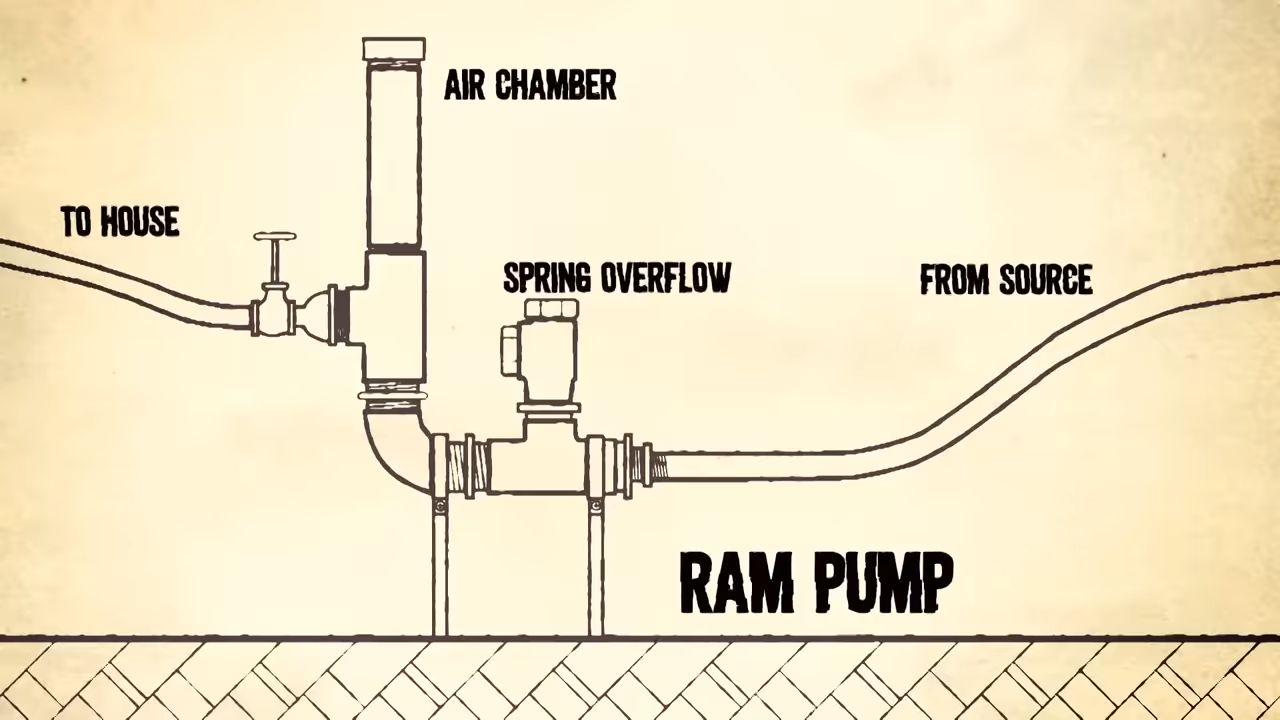 AIR CHAMBER
TO HOUSE
SPRING OVERFLOW
FROM SOURCE
RAM PUMP